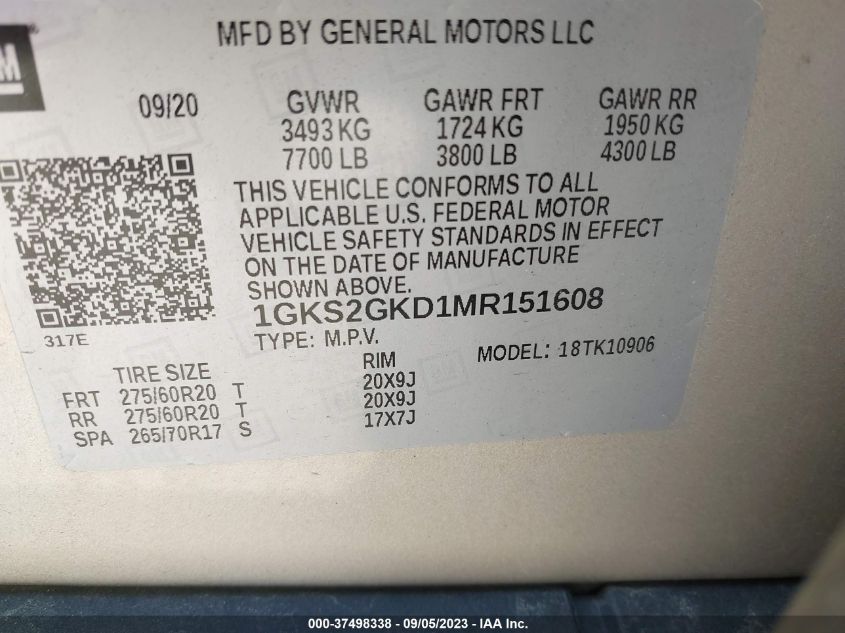 M
MFD BY GENERAL MOTORS LLC
09/20 GVWR GAWR FRT GAWR RR
3493 KG 1724 KG 1950 KG
7700 LB 3800 LB 4300 LB
THIS VEHICLE CONFORMS TO ALL
APPLICABLE U.S. FEDERAL MOTOR
VEHICLE SAFETY STANDARDS IN EFFECT
ON THE DATE OF MANUFACTURE
SHOWN ABOVE.
1GKS2GKD1MR151608
317E
TYPE: M.P.V. MODEL: 18TK10906
TIRE SIZE RIM
FRT 275/60R20 T 20X9J
RR 275/60R20 T 20X9J
SPA 265/70R17 S 17X7J
000-37498338 - 09/05/2023 - IAA Inc.